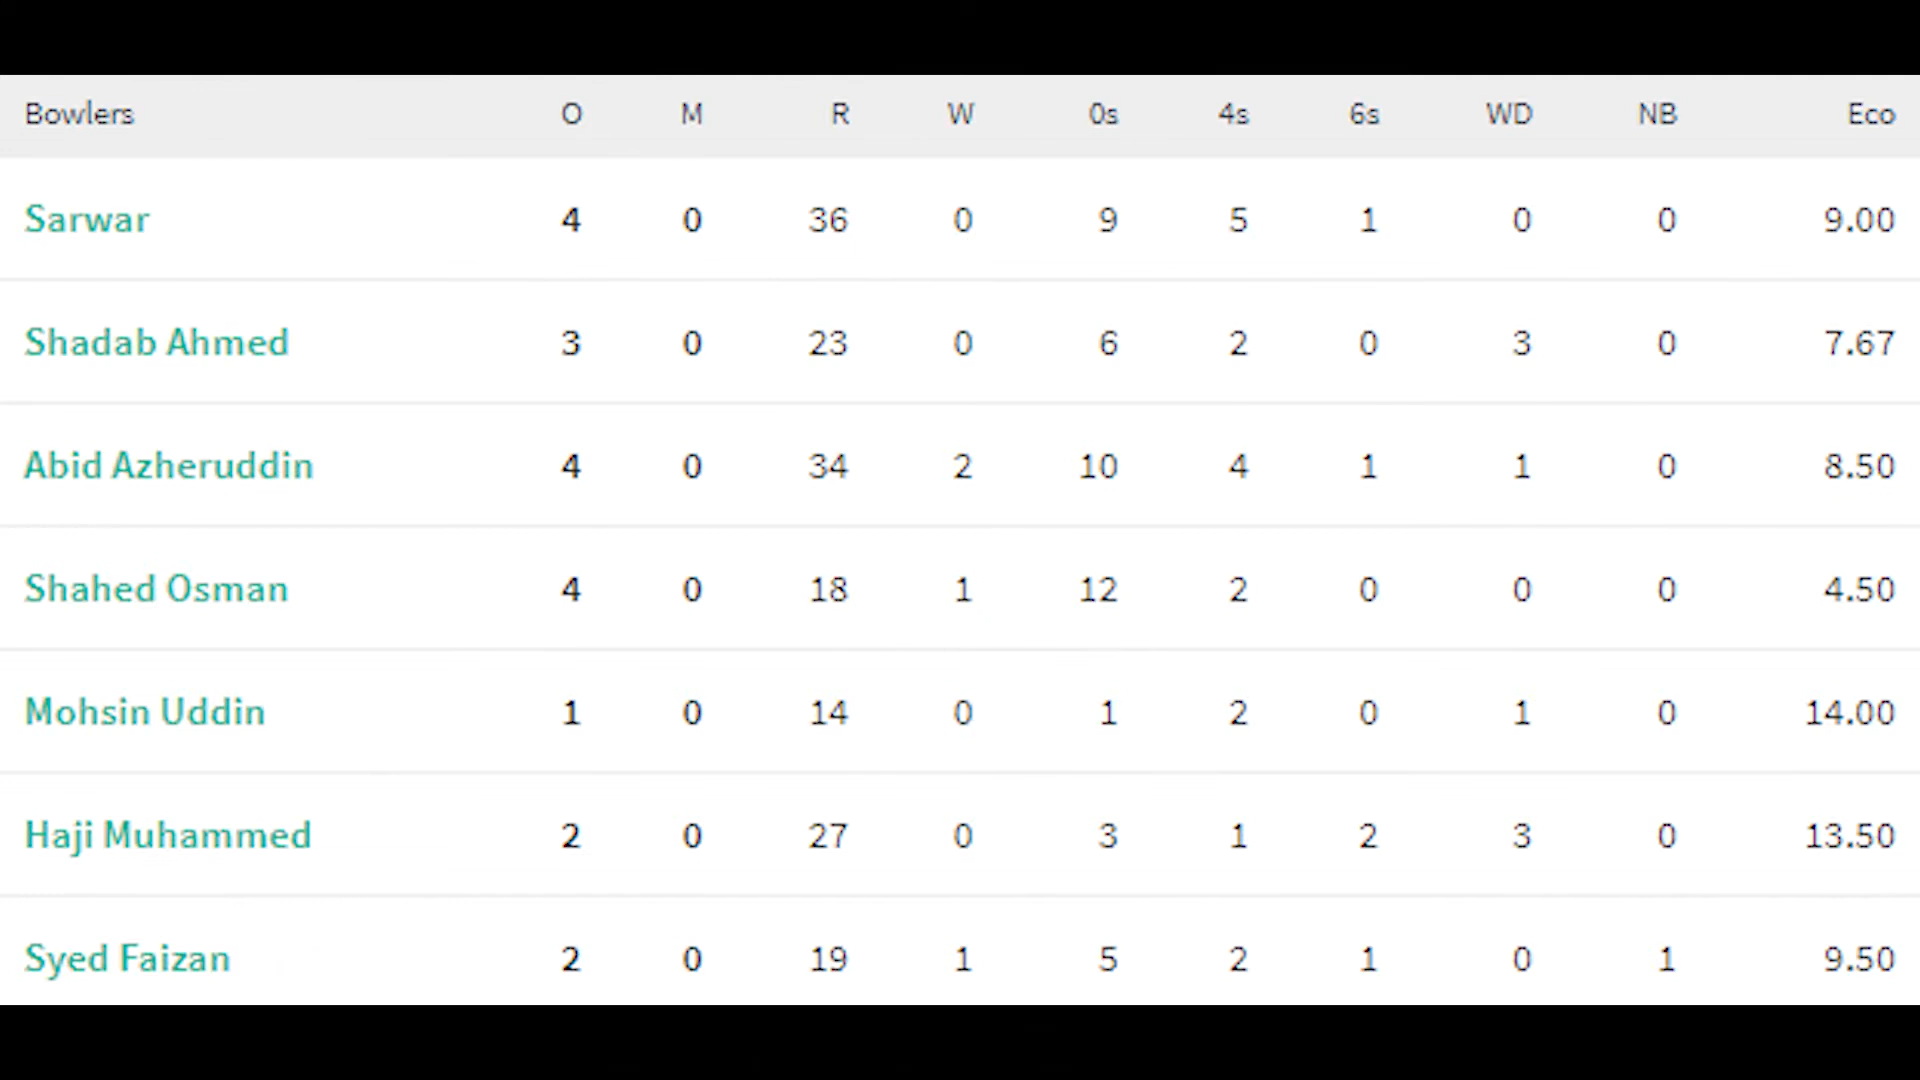 Bowlers O M R W 0s 4s 6s WD NB Eco
Sarwar 4 0 36 0 9 5 1 0 0 9.00
Shadab Ahmed 3 0 23 0 6 2 0 3 0 7.67
Abid Azheruddin 4 0 34 2 10 4 1 1 0 8.50
Shahed Osman 4 0 18 1 12 2 0 0 0 4.50
Mohsin Uddin 1 0 14 0 1 2 0 1 0 14.00
Haji Muhammed 2 0 27 0 3 1 2 3 0 13.50
Syed Faizan 2 0 19 1 5 2 1 0 1 9.50